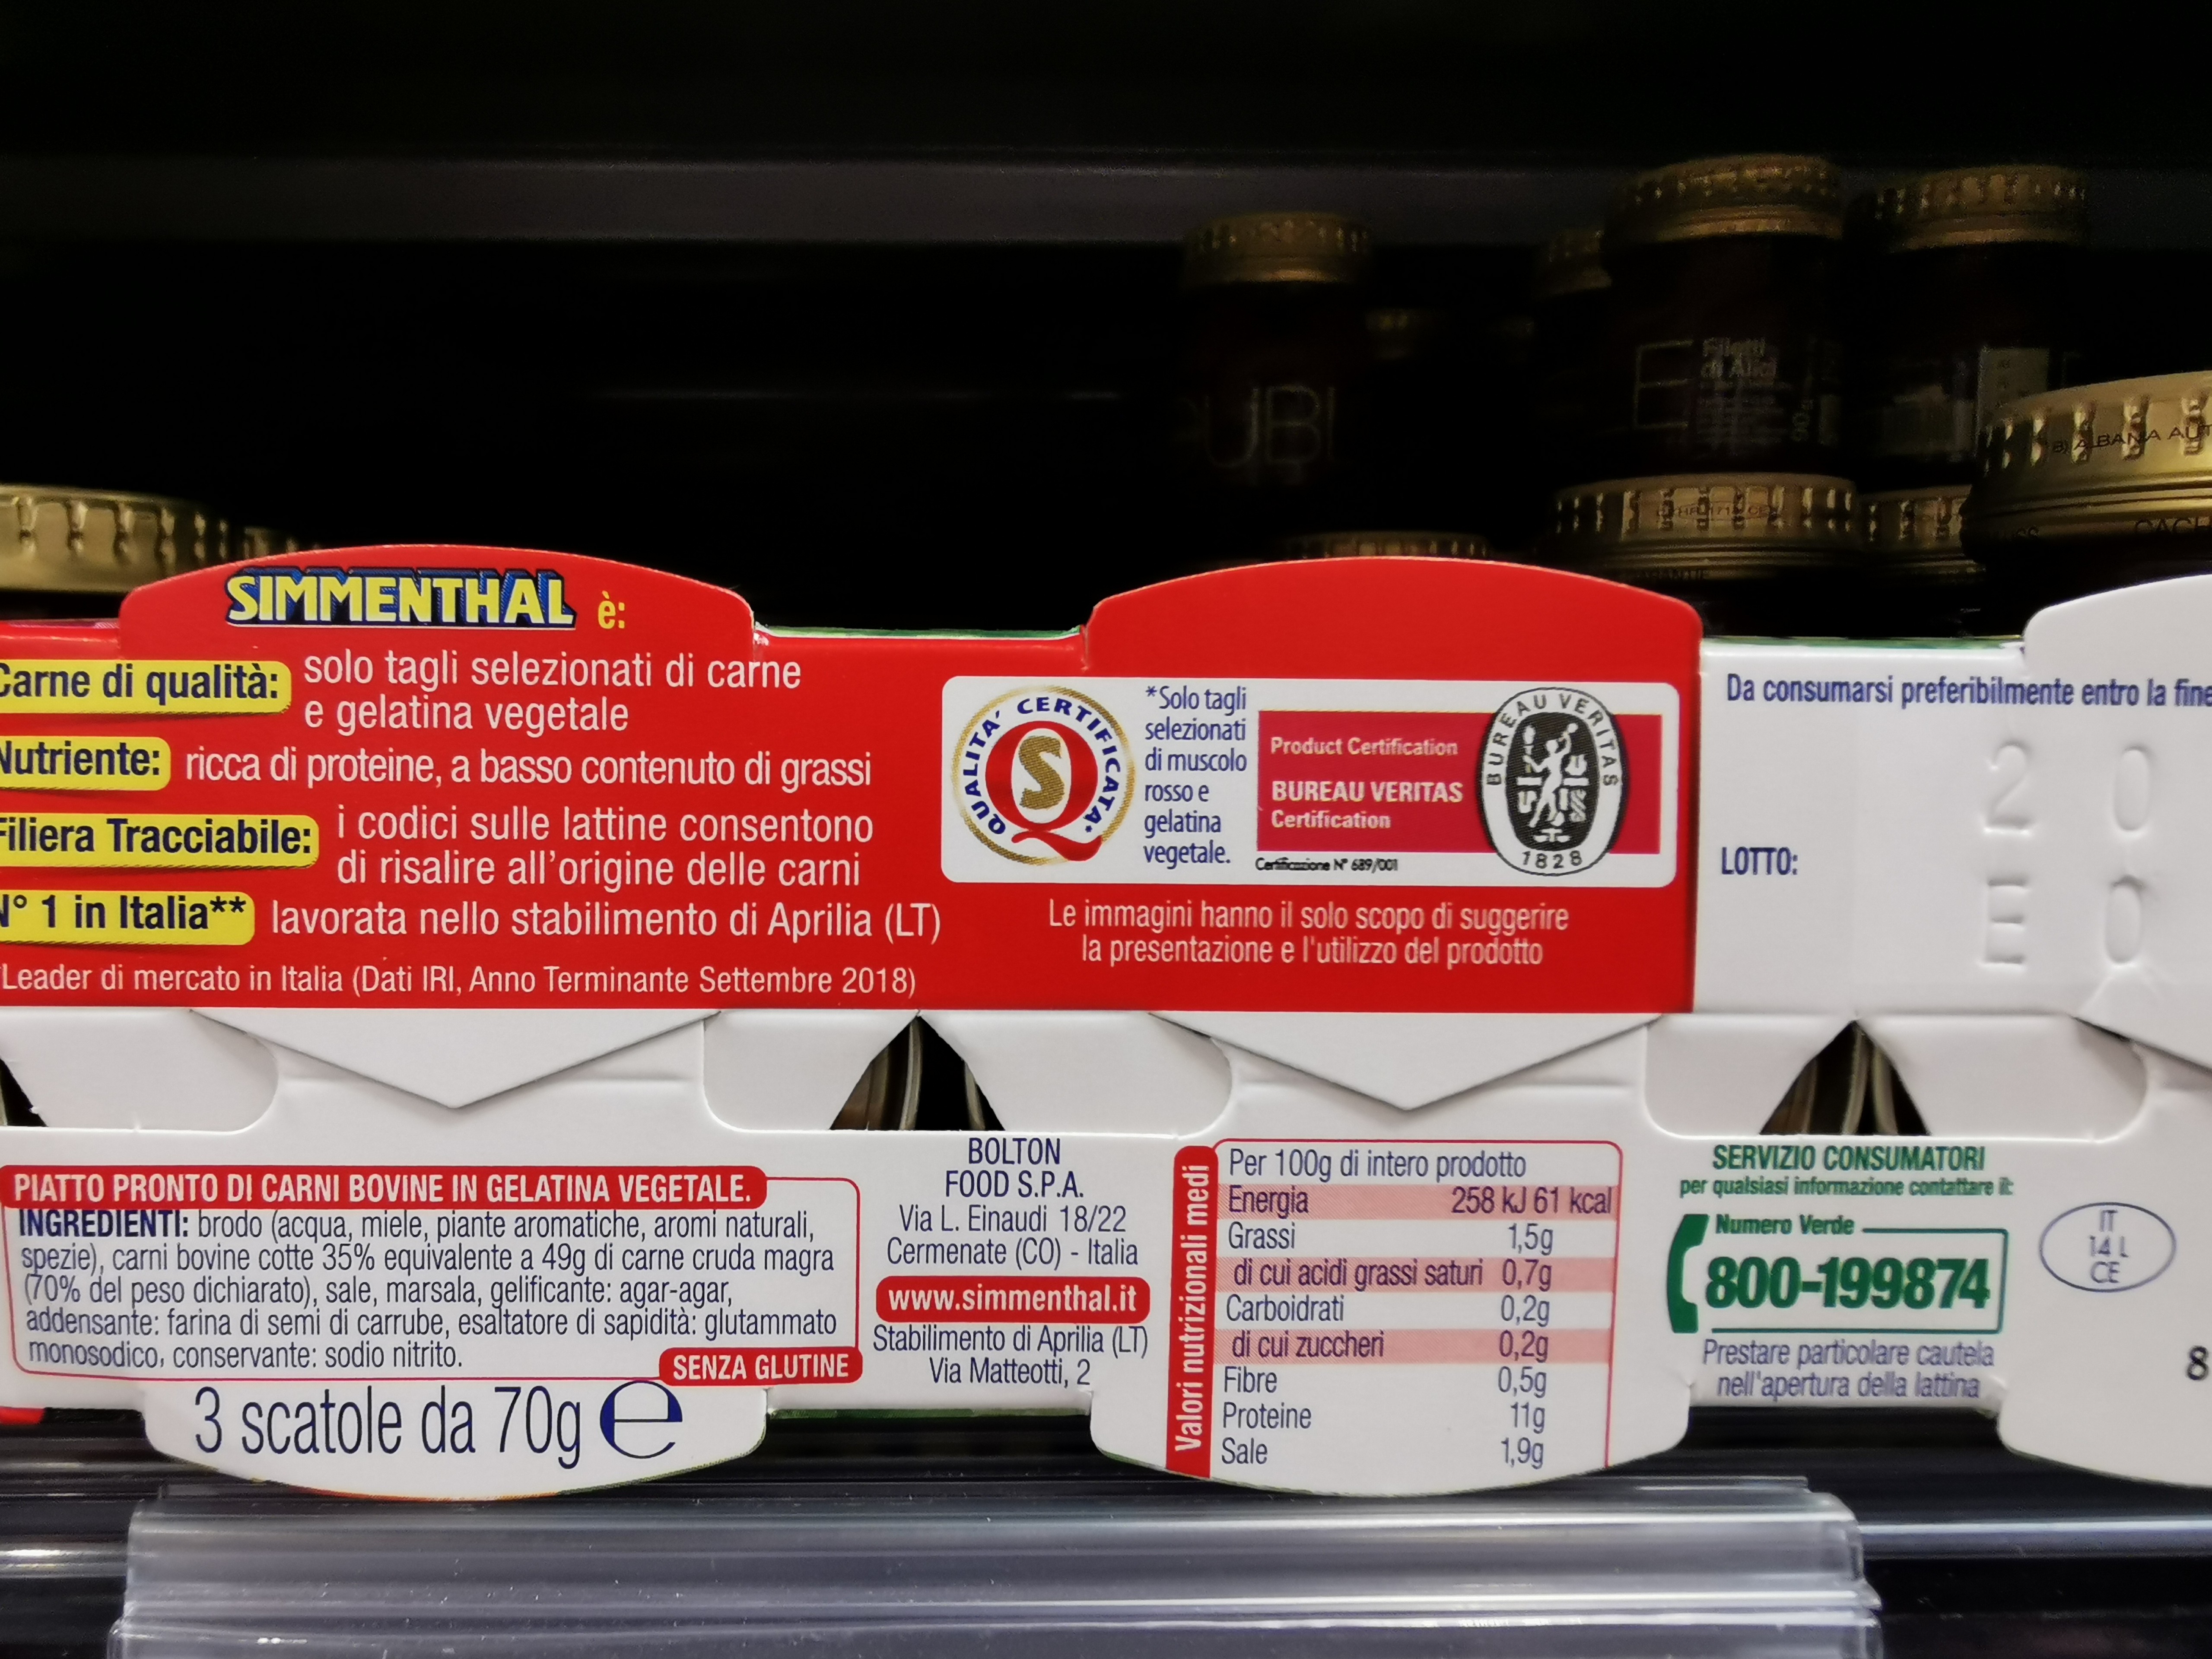 Filetti
di Alici
SIMMENTHAL è:
Carne di qualità: solo tagli selezionati di carne
e gelatina vegetale
Nutriente: ricca di proteine, a basso contenuto di grassi
Filiera Tracciabile: i codici sulle lattine consentono
di risalire all'origine delle carni
N° 1 in Italia** lavorata nello stabilimento di Aprilia (LT)
Leader di mercato in Italia (Dati IRI, Anno Terminante Settembre 2018)
QUALITA' CERTIFICATA*
SQ
*Solo tagli
selezionati
di muscolo
rosso e
gelatina
vegetale.
Product Certification
BUREAU VERITAS
Certification
Certificazione N° 689/001
BUREAU VERITAS
1828
Le immagini hanno il solo scopo di suggerire
la presentazione e l'utilizzo del prodotto
Da consumarsi preferibilmente entro la fine
2 0
LOTTO:
E 0
PIATTO PRONTO DI CARNI BOVINE IN GELATINA VEGETALE.
INGREDIENTI: brodo (acqua, miele, piante aromatiche, aromi naturali,
spezie), carni bovine cotte 35% equivalente a 49g di carne cruda magra
(70% del peso dichiarato), sale, marsala, gelificante: agar-agar,
addensante: farina di semi di carrube, esaltatore di sapidità: glutammato
monosodico, conservante: sodio nitrito.
SENZA GLUTINE
3 scatole da 70g e
BOLTON
FOOD S.P.A.
Via L. Einaudi 18/22
Cermenate (CO) - Italia
www.simmenthal.it
Stabilimento di Aprilia (LT)
Via Matteotti, 2
Valori nutrizionali medi
Per 100g di intero prodotto
Energia 258 kJ 61 kcal
Grassi 1,5g
di cui acidi grassi saturi 0,7g
Carboidrati 0,2g
di cui zuccheri 0,2g
Fibre 0,5g
Proteine 11g
Sale 1,9g
SERVIZIO CONSUMATORI
per qualsiasi informazione contattare il:
Numero Verde
800-199874
Prestare particolare cautela
nell'apertura della lattina
IT
14 L
CE
8